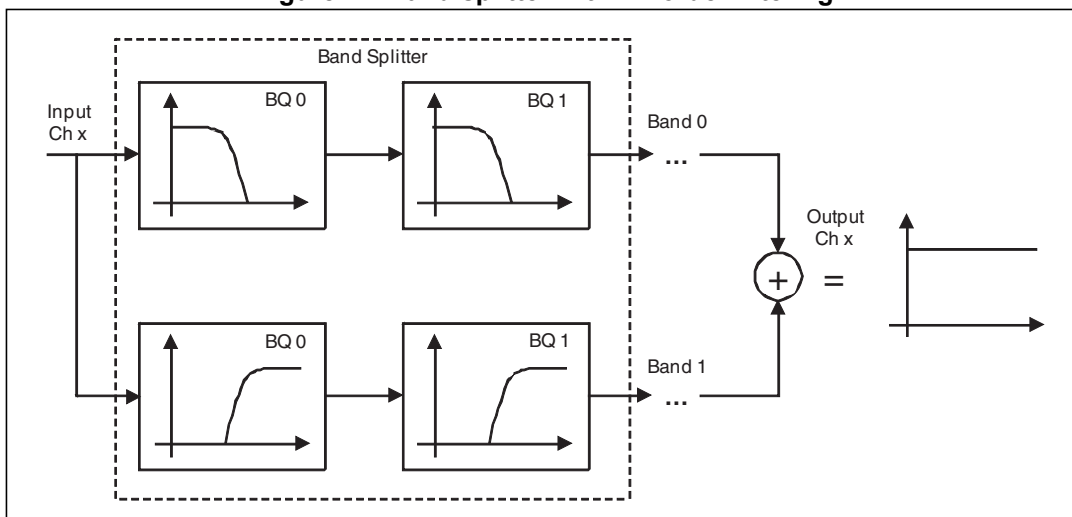 Band Splitter
BQ 0
BQ 1
Input
Ch x
Band 0
...
Output
Ch x
+
=
BQ 0
BQ 1
Band 1
...